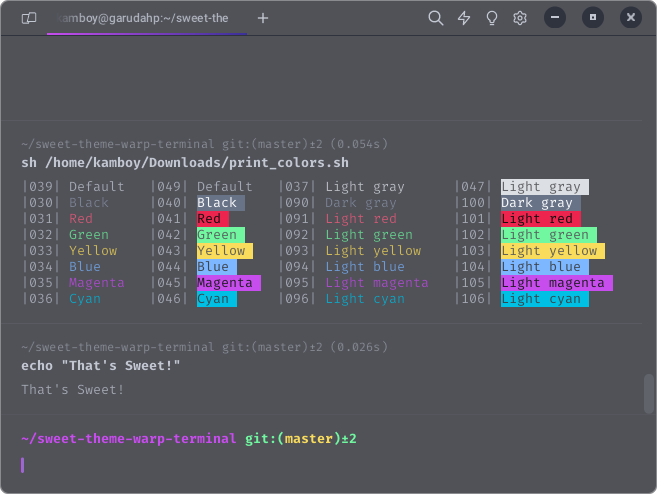 kamboy@garudahp:~/sweet-the
~/sweet-theme-warp-terminal git:(master)±2 (0.054s)
sh /home/kamboy/Downloads/print_colors.sh
|039| Default |049| Default |037| Light gray |047| Light gray
|030| Black |040| Black |090| Dark gray |100| Dark gray
|031| Red |041| Red |091| Light red |101| Light red
|032| Green |042| Green |092| Light green |102| Light green
|033| Yellow |043| Yellow |093| Light yellow |103| Light yellow
|034| Blue |044| Blue |094| Light blue |104| Light blue
|035| Magenta |045| Magenta |095| Light magenta |105| Light magenta
|036| Cyan |046| Cyan |096| Light cyan |106| Light cyan
~/sweet-theme-warp-terminal git:(master)±2 (0.026s)
echo "That's Sweet!"
That's Sweet!
~/sweet-theme-warp-terminal git:(master)±2